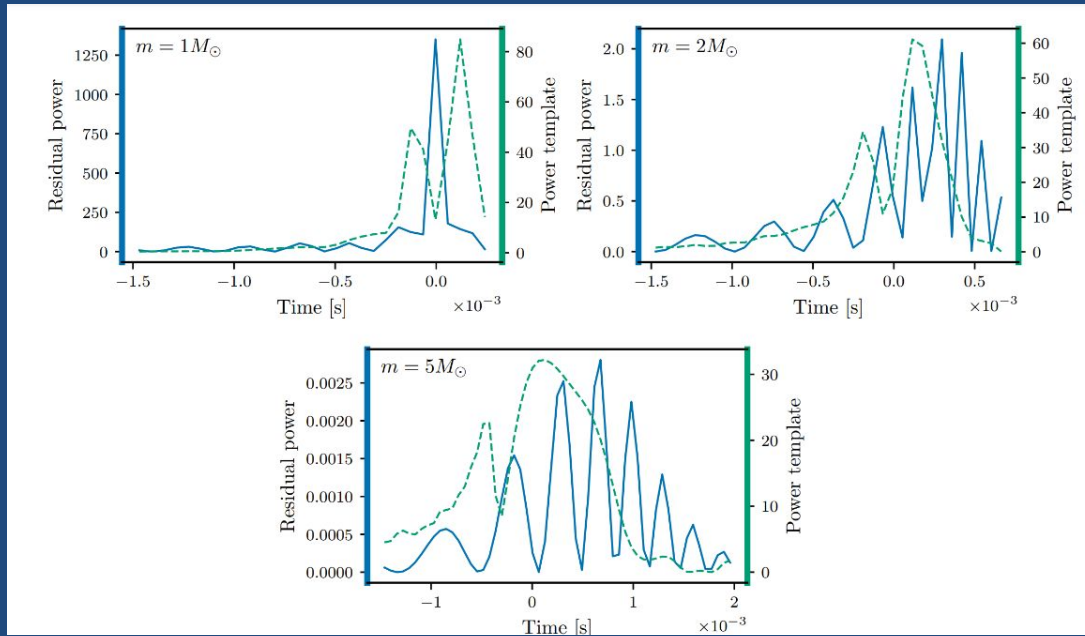 m = 1M⊙
Residual power
1250
1000
750
500
250
0
80
60
40
20
0
Power template
−1.5 −1.0 −0.5 0.0
Time [s] ×10⁻³
m = 2M⊙
Residual power
2.0
1.5
1.0
0.5
0.0
60
50
40
30
20
10
0
Power template
−1.5 −1.0 −0.5 0.0 0.5
Time [s] ×10⁻³
m = 5M⊙
Residual power
0.0025
0.0020
0.0015
0.0010
0.0005
0.0000
30
20
10
0
Power template
−1 0 1 2
Time [s] ×10⁻³